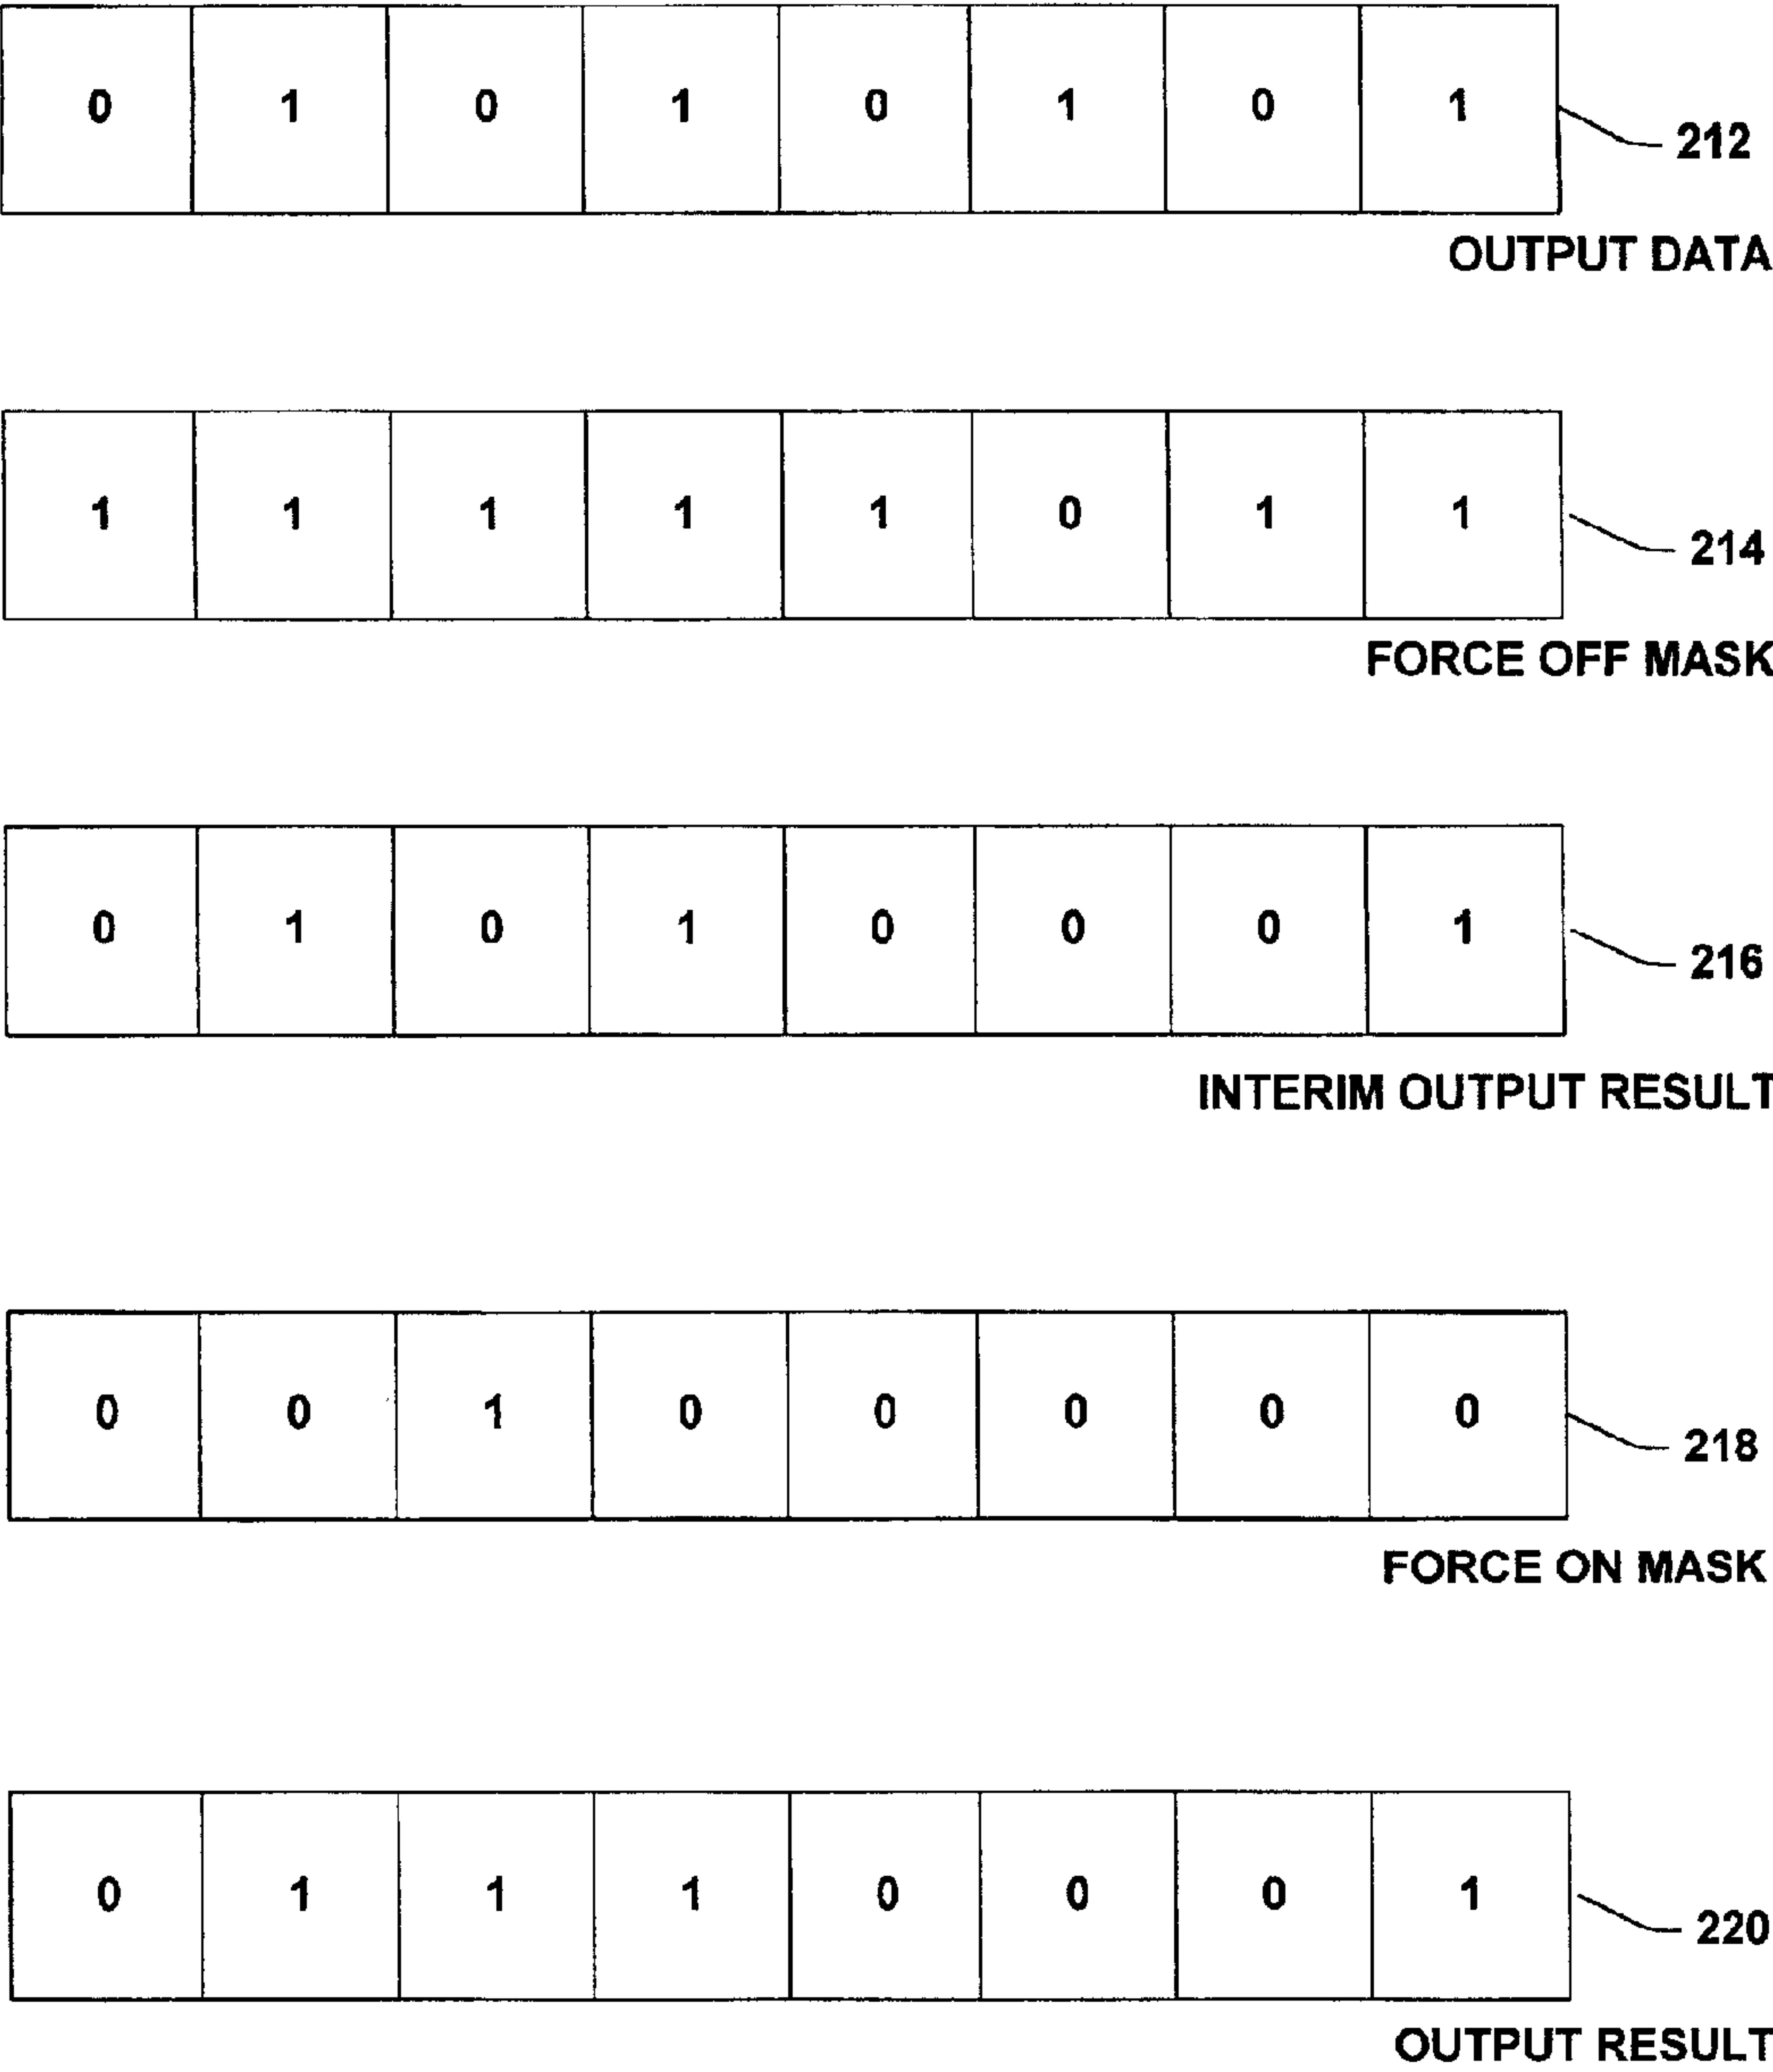 0 1 0 1 0 1 0 1
212
OUTPUT DATA
1 1 1 1 1 0 1 1
214
FORCE OFF MASK
0 1 0 1 0 0 0 1
216
INTERIM OUTPUT RESULT
0 0 1 0 0 0 0 0
218
FORCE ON MASK
0 1 1 1 0 0 0 1
220
OUTPUT RESULT